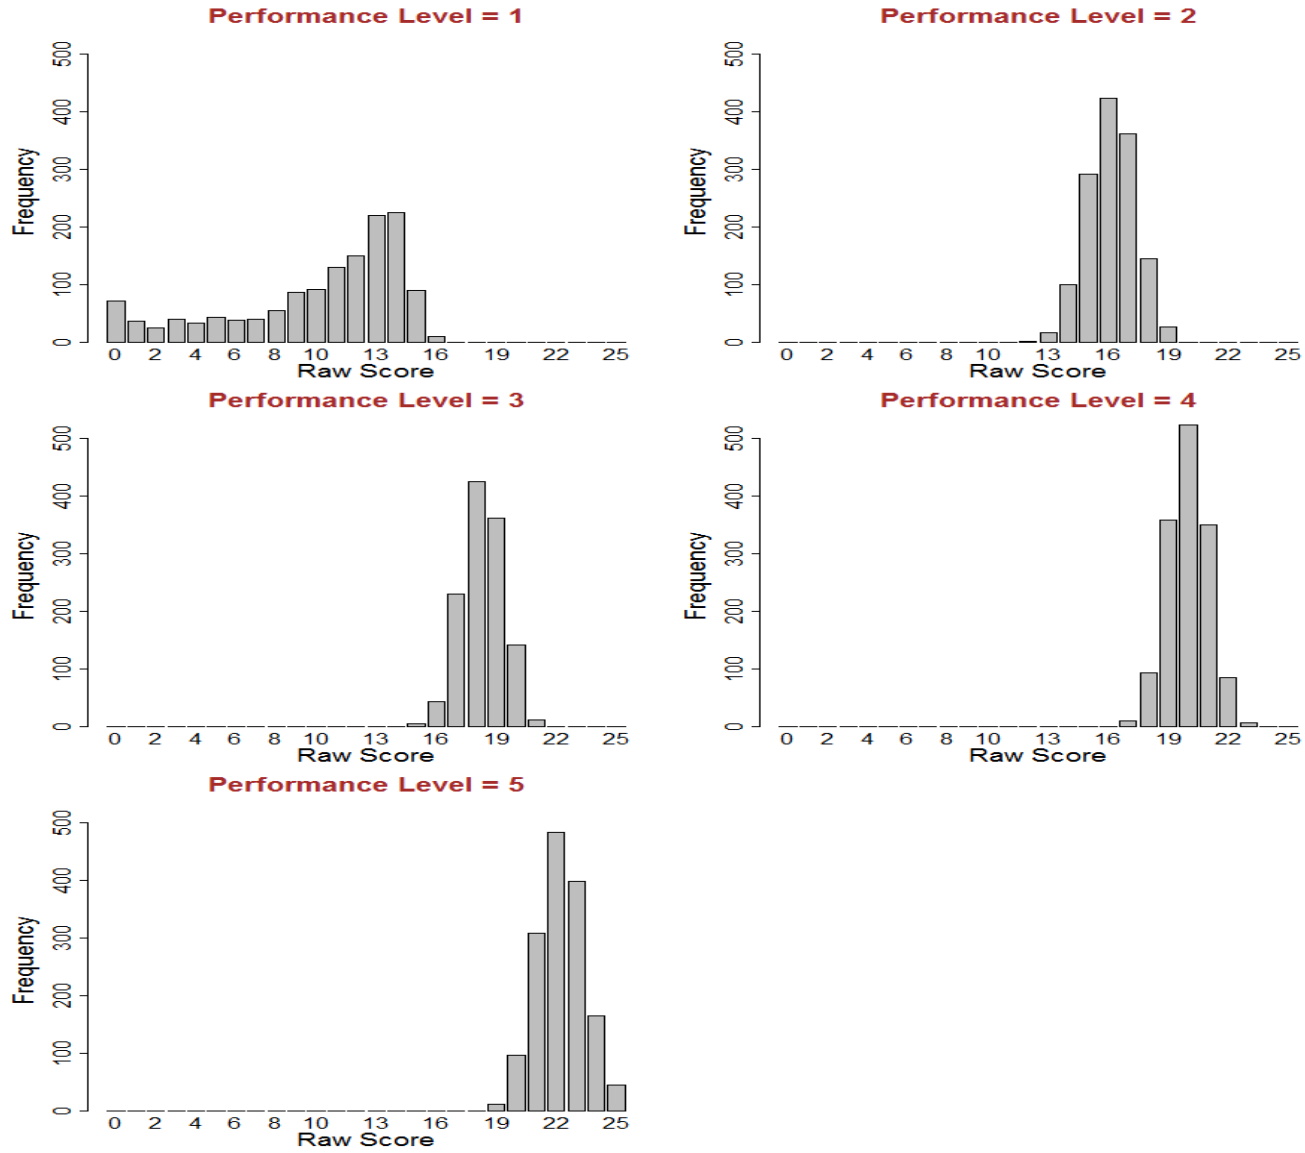 Performance Level = 1
Frequency
0 100 200 300 400 500
0 2 4 6 8 10 13 16 19 22 25
Raw Score
Performance Level = 2
Frequency
0 100 200 300 400 500
0 2 4 6 8 10 13 16 19 22 25
Raw Score
Performance Level = 3
Frequency
0 100 200 300 400 500
0 2 4 6 8 10 13 16 19 22 25
Raw Score
Performance Level = 4
Frequency
0 100 200 300 400 500
0 2 4 6 8 10 13 16 19 22 25
Raw Score
Performance Level = 5
Frequency
0 100 200 300 400 500
0 2 4 6 8 10 13 16 19 22 25
Raw Score